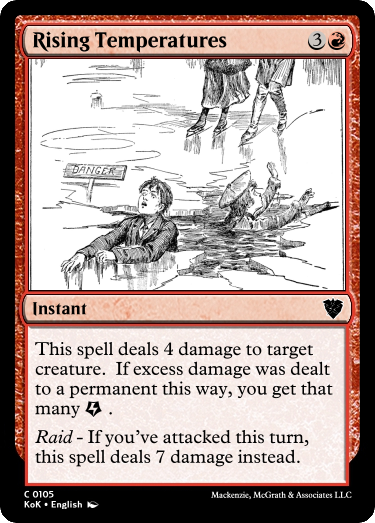 Rising Temperatures 3
DANGER
Instant
This spell deals 4 damage to target
creature.  If excess damage was dealt
to a permanent this way, you get that
many .
Raid - If you've attacked this turn,
this spell deals 7 damage instead.
C 0105
KoK • English
Mackenzie, McGrath & Associates LLC